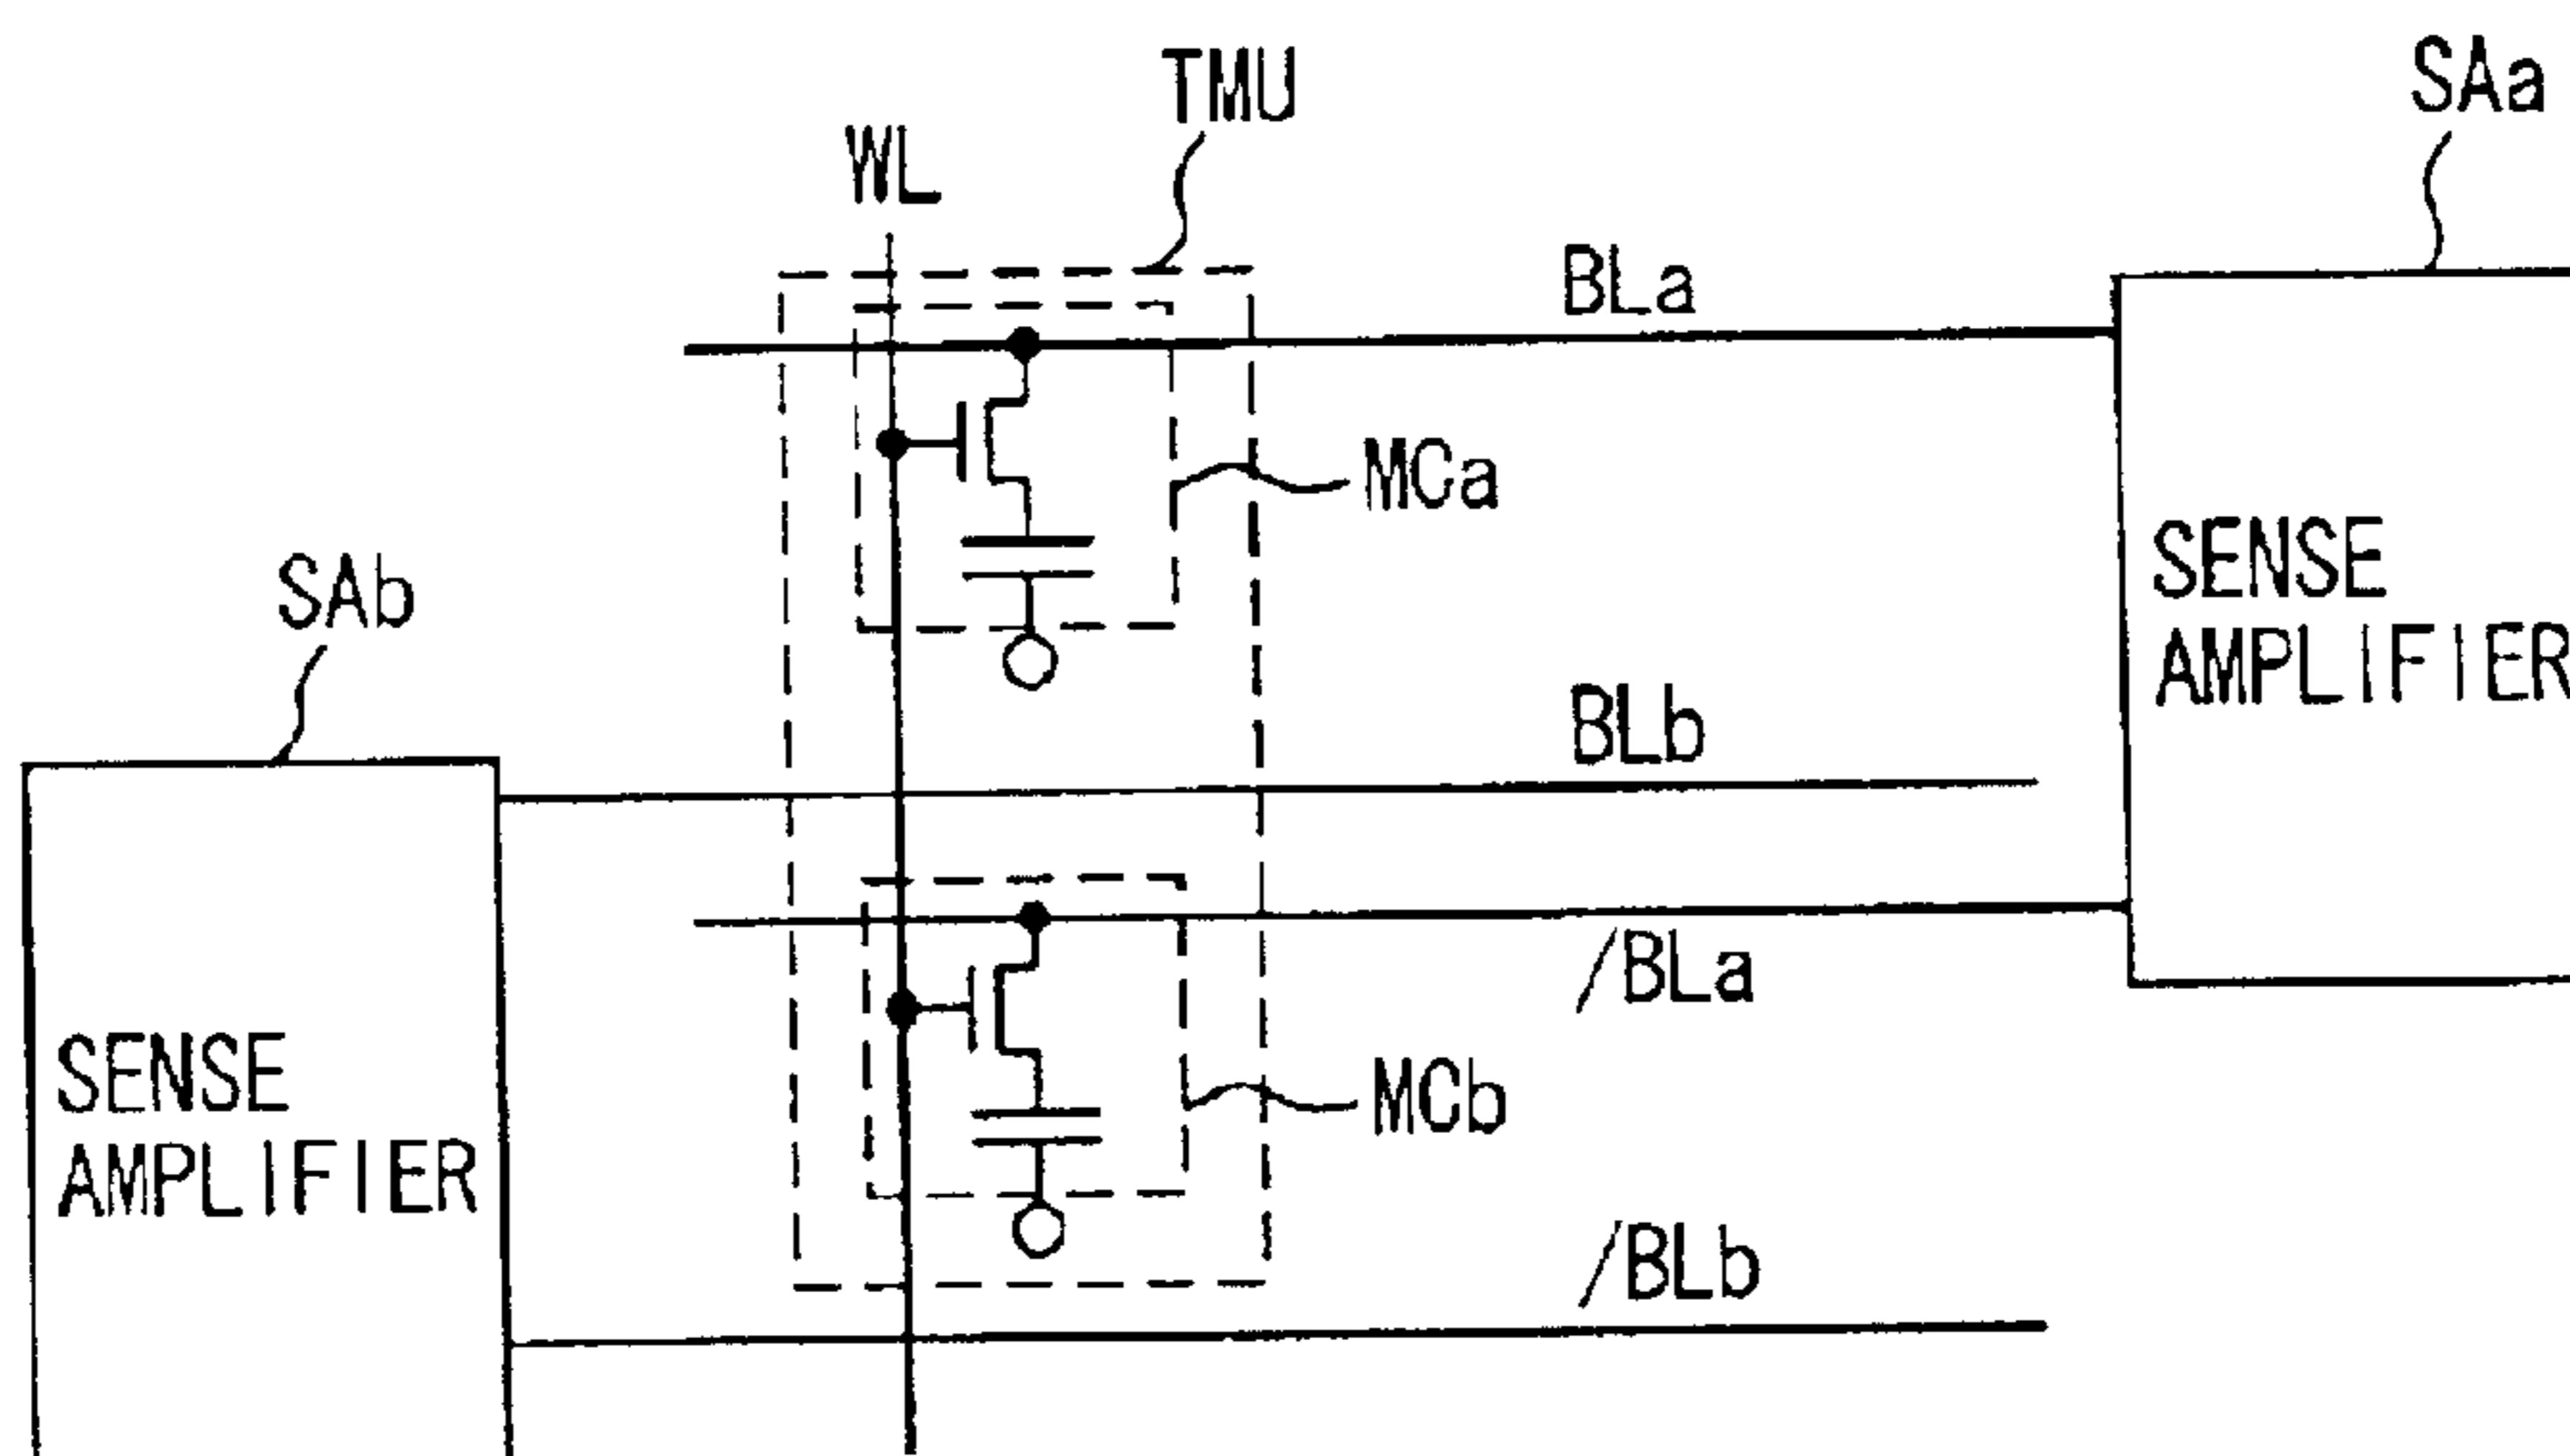 TMU
SAa
WL
BLa
MCa
SENSE
AMPLIFIER
SAb
BLb
/BLa
SENSE
AMPLIFIER
MCb
/BLb